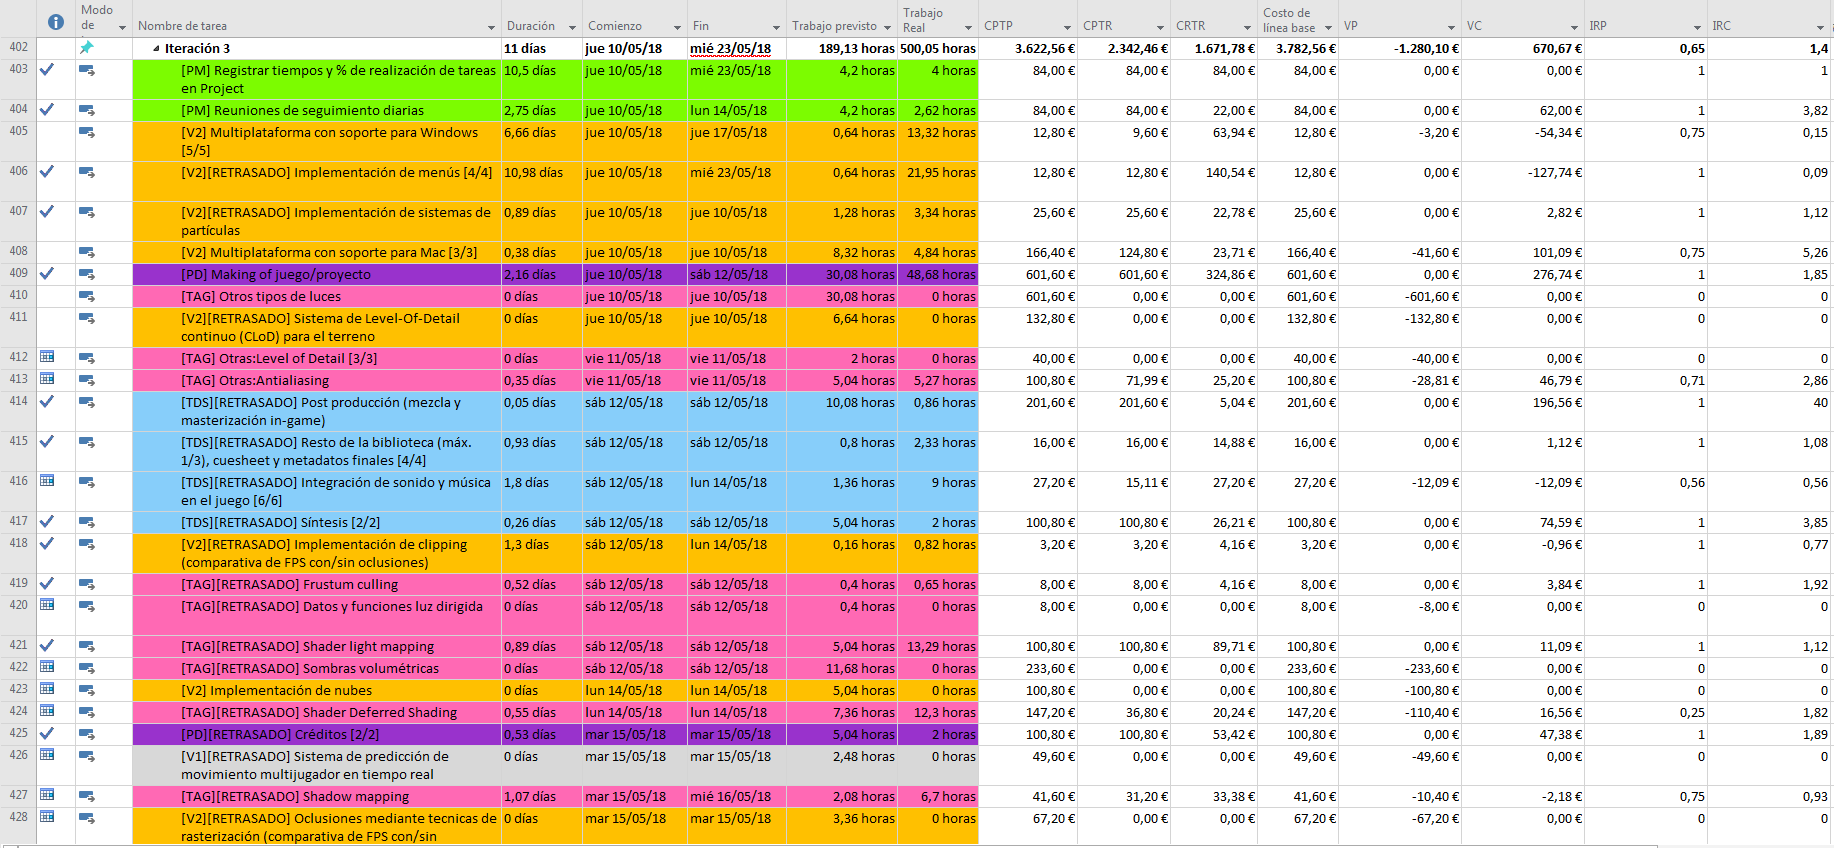 Modo de Nombre de tarea Duración Comienzo Fin Trabajo previsto Trabajo Real CPTP CPTR CRTR Costo de línea base VP VC IRP IRC
402 Iteración 3 11 días jue 10/05/18 mié 23/05/18 189,13 horas 500,05 horas 3.622,56 € 2.342,46 € 1.671,78 € 3.782,56 € -1.280,10 € 670,67 € 0,65 1,4
403 [PM] Registrar tiempos y % de realización de tareas 10,5 días jue 10/05/18 mié 23/05/18 4,2 horas 4 horas 84,00 € 84,00 € 84,00 € 84,00 € 0,00 € 0,00 € 1 1
en Project
404 [PM] Reuniones de seguimiento diarias 2,75 días jue 10/05/18 lun 14/05/18 4,2 horas 2,62 horas 84,00 € 84,00 € 22,00 € 84,00 € 0,00 € 62,00 € 1 3,82
405 [V2] Multiplataforma con soporte para Windows 6,66 días jue 10/05/18 jue 17/05/18 0,64 horas 13,32 horas 12,80 € 9,60 € 63,94 € 12,80 € -3,20 € -54,34 € 0,75 0,15
[5/5]
406 [V2][RETRASADO] Implementación de menús [4/4] 10,98 días jue 10/05/18 mié 23/05/18 0,64 horas 21,95 horas 12,80 € 12,80 € 140,54 € 12,80 € 0,00 € -127,74 € 1 0,09
407 [V2][RETRASADO] Implementación de sistemas de 0,89 días jue 10/05/18 jue 10/05/18 1,28 horas 3,34 horas 25,60 € 25,60 € 22,78 € 25,60 € 0,00 € 2,82 € 1 1,12
partículas
408 [V2] Multiplataforma con soporte para Mac [3/3] 0,38 días jue 10/05/18 jue 10/05/18 8,32 horas 4,84 horas 166,40 € 124,80 € 23,71 € 166,40 € -41,60 € 101,09 € 0,75 5,26
409 [PD] Making of juego/proyecto 2,16 días jue 10/05/18 sáb 12/05/18 30,08 horas 48,68 horas 601,60 € 601,60 € 324,86 € 601,60 € 0,00 € 276,74 € 1 1,85
410 [TAG] Otros tipos de luces 0 días jue 10/05/18 jue 10/05/18 30,08 horas 0 horas 601,60 € 0,00 € 0,00 € 601,60 € -601,60 € 0,00 € 0 0
411 [V2][RETRASADO] Sistema de Level-Of-Detail 0 días jue 10/05/18 jue 10/05/18 6,64 horas 0 horas 132,80 € 0,00 € 0,00 € 132,80 € -132,80 € 0,00 € 0 0
continuo (CLoD) para el terreno
412 [TAG] Otras:Level of Detail [3/3] 0 días vie 11/05/18 vie 11/05/18 2 horas 0 horas 40,00 € 0,00 € 0,00 € 40,00 € -40,00 € 0,00 € 0 0
413 [TAG] Otras:Antialiasing 0,35 días vie 11/05/18 vie 11/05/18 5,04 horas 5,27 horas 100,80 € 71,99 € 25,20 € 100,80 € -28,81 € 46,79 € 0,71 2,86
414 [TDS][RETRASADO] Post producción (mezcla y 0,05 días sáb 12/05/18 sáb 12/05/18 10,08 horas 0,86 horas 201,60 € 201,60 € 5,04 € 201,60 € 0,00 € 196,56 € 1 40
masterización in-game)
415 [TDS][RETRASADO] Resto de la biblioteca (máx. 0,93 días sáb 12/05/18 sáb 12/05/18 0,8 horas 2,33 horas 16,00 € 16,00 € 14,88 € 16,00 € 0,00 € 1,12 € 1 1,08
1/3), cuesheet y metadatos finales [4/4]
416 [TDS][RETRASADO] Integración de sonido y música 1,8 días sáb 12/05/18 lun 14/05/18 1,36 horas 9 horas 27,20 € 15,11 € 27,20 € 27,20 € -12,09 € -12,09 € 0,56 0,56
en el juego [6/6]
417 [TDS][RETRASADO] Síntesis [2/2] 0,26 días sáb 12/05/18 sáb 12/05/18 5,04 horas 2 horas 100,80 € 100,80 € 26,21 € 100,80 € 0,00 € 74,59 € 1 3,85
418 [V2][RETRASADO] Implementación de clipping 1,3 días sáb 12/05/18 lun 14/05/18 0,16 horas 0,82 horas 3,20 € 3,20 € 4,16 € 3,20 € 0,00 € -0,96 € 1 0,77
(comparativa de FPS con/sin oclusiones)
419 [TAG][RETRASADO] Frustum culling 0,52 días sáb 12/05/18 sáb 12/05/18 0,4 horas 0,65 horas 8,00 € 8,00 € 4,16 € 8,00 € 0,00 € 3,84 € 1 1,92
420 [TAG][RETRASADO] Datos y funciones luz dirigida 0 días sáb 12/05/18 sáb 12/05/18 0,4 horas 0 horas 8,00 € 0,00 € 0,00 € 8,00 € -8,00 € 0,00 € 0 0
421 [TAG][RETRASADO] Shader light mapping 0,89 días sáb 12/05/18 sáb 12/05/18 5,04 horas 13,29 horas 100,80 € 100,80 € 89,71 € 100,80 € 0,00 € 11,09 € 1 1,12
422 [TAG][RETRASADO] Sombras volumétricas 0 días sáb 12/05/18 sáb 12/05/18 11,68 horas 0 horas 233,60 € 0,00 € 0,00 € 233,60 € -233,60 € 0,00 € 0 0
423 [V2] Implementación de nubes 0 días lun 14/05/18 lun 14/05/18 5,04 horas 0 horas 100,80 € 0,00 € 0,00 € 100,80 € -100,80 € 0,00 € 0 0
424 [TAG][RETRASADO] Shader Deferred Shading 0,55 días lun 14/05/18 lun 14/05/18 7,36 horas 12,3 horas 147,20 € 36,80 € 20,24 € 147,20 € -110,40 € 16,56 € 0,25 1,82
425 [PD][RETRASADO] Créditos [2/2] 0,53 días mar 15/05/18 mar 15/05/18 5,04 horas 2 horas 100,80 € 100,80 € 53,42 € 100,80 € 0,00 € 47,38 € 1 1,89
426 [V1][RETRASADO] Sistema de predicción de 0 días mar 15/05/18 mar 15/05/18 2,48 horas 0 horas 49,60 € 0,00 € 0,00 € 49,60 € -49,60 € 0,00 € 0 0
movimiento multijugador en tiempo real
427 [TAG][RETRASADO] Shadow mapping 1,07 días mar 15/05/18 mié 16/05/18 2,08 horas 6,7 horas 41,60 € 31,20 € 33,38 € 41,60 € -10,40 € -2,18 € 0,75 0,93
428 [V2][RETRASADO] Oclusiones mediante tecnicas de 0 días mar 15/05/18 mar 15/05/18 3,36 horas 0 horas 67,20 € 0,00 € 0,00 € 67,20 € -67,20 € 0,00 € 0 0
rasterización (comparativa de FPS con/sin